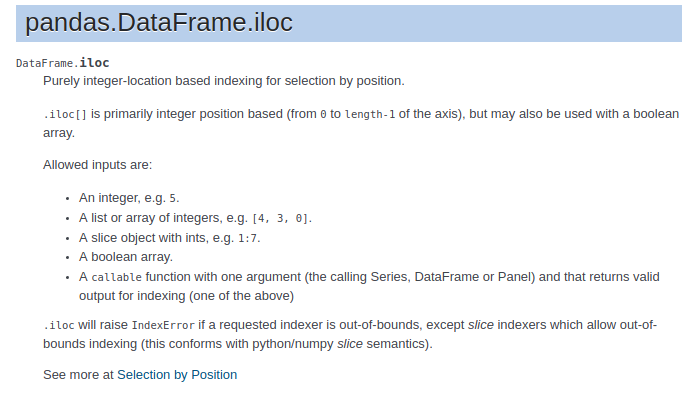 pandas.DataFrame.iloc
DataFrame.iloc
Purely integer-location based indexing for selection by position.
.iloc[] is primarily integer position based (from 0 to length-1 of the axis), but may also be used with a boolean
array.
Allowed inputs are:
• An integer, e.g. 5.
• A list or array of integers, e.g. [4, 3, 0].
• A slice object with ints, e.g. 1:7.
• A boolean array.
• A callable function with one argument (the calling Series, DataFrame or Panel) and that returns valid
output for indexing (one of the above)
.iloc will raise IndexError if a requested indexer is out-of-bounds, except slice indexers which allow out-of-
bounds indexing (this conforms with python/numpy slice semantics).
See more at Selection by Position